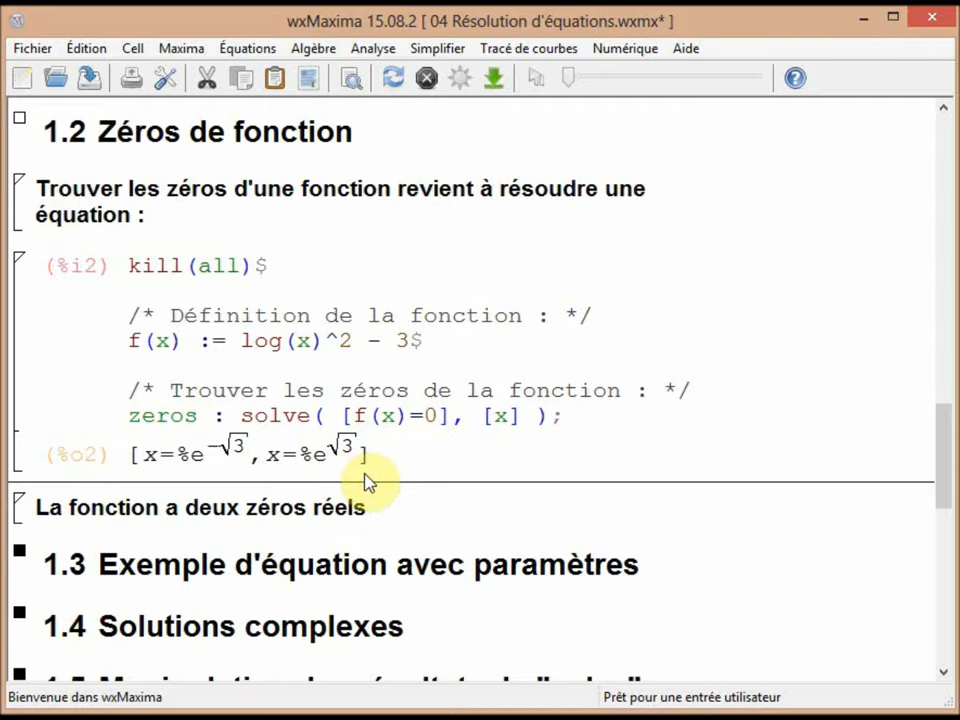 wxMaxima 15.08.2 [ 04 Résolution d'équations.wxmx* ]
Fichier Édition Cell Maxima Équations Algèbre Analyse Simplifier Tracé de courbes Numérique Aide
1.2 Zéros de fonction
Trouver les zéros d'une fonction revient à résoudre une
équation :
(%i2) kill(all)$
/* Définition de la fonction : */
f(x) := log(x)^2 - 3$
/* Trouver les zéros de la fonction : */
zeros : solve( [f(x)=0], [x] );
(%o2) [x=%e^-√3, x=%e^√3]
La fonction a deux zéros réels
1.3 Exemple d'équation avec paramètres
1.4 Solutions complexes
Bienvenue dans wxMaxima Prêt pour une entrée utilisateur